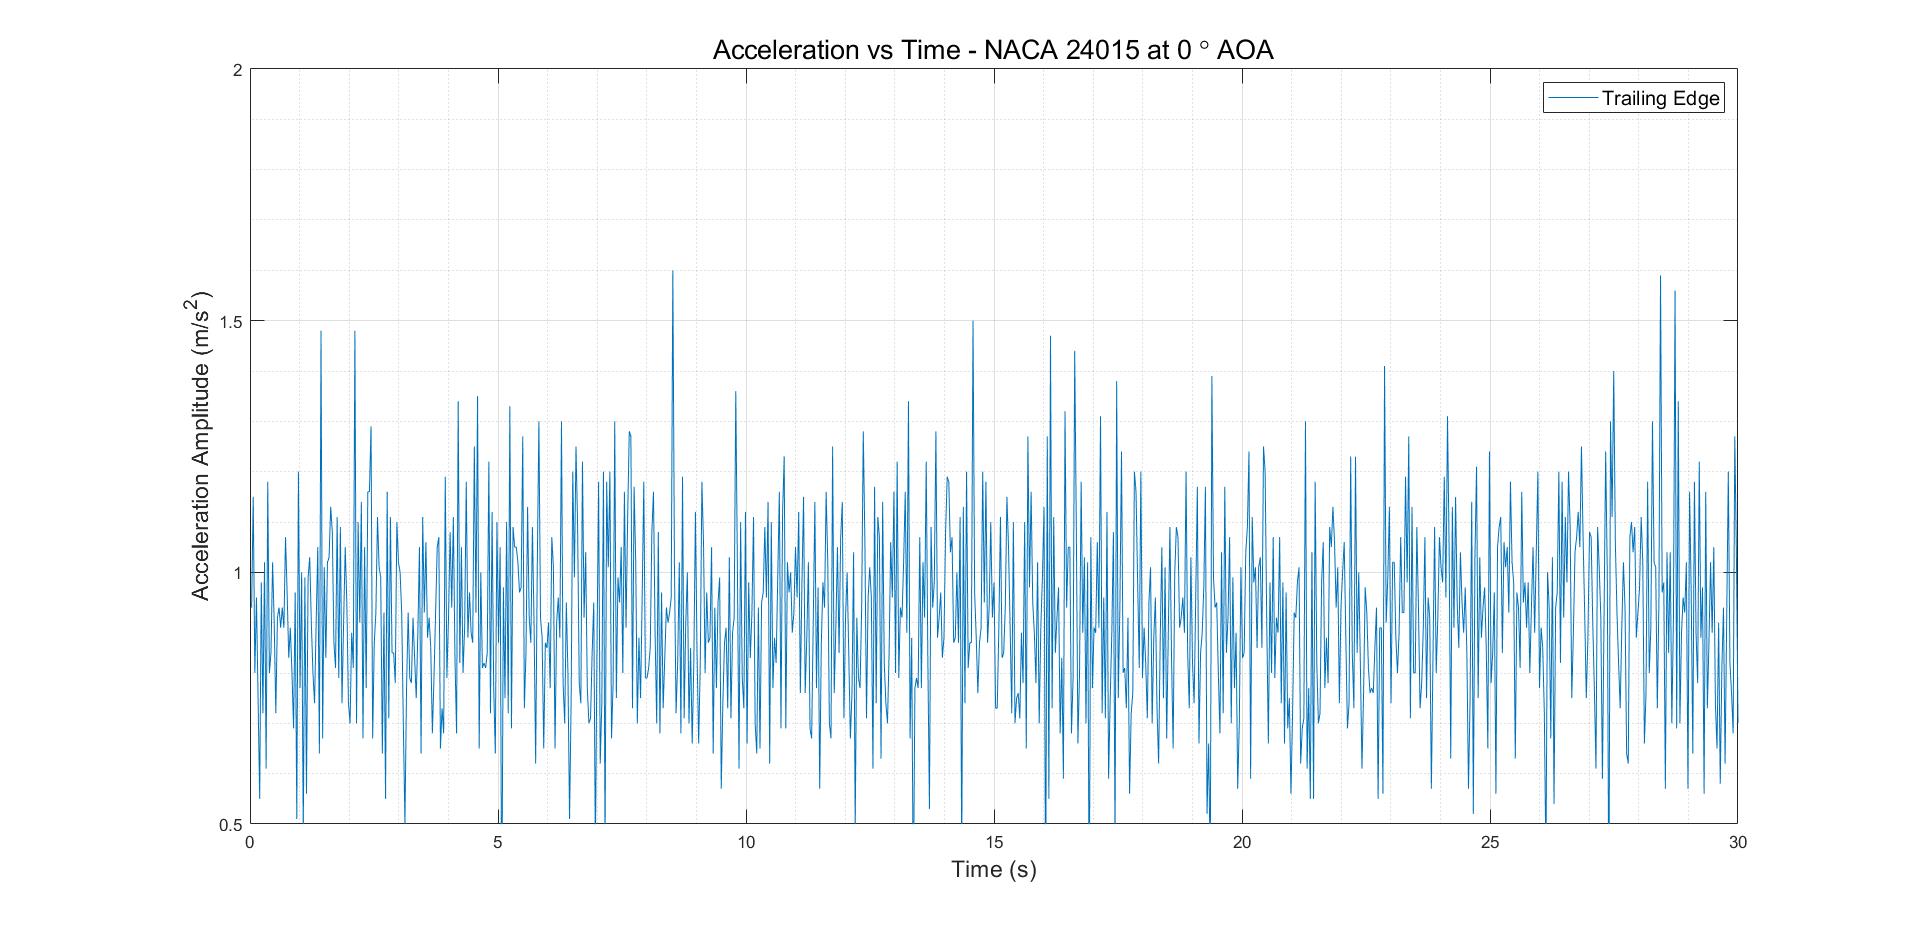 Acceleration vs Time - NACA 24015 at 0 ° AOA
Trailing Edge
Acceleration Amplitude (m/s²)
2
1.5
1
0.5
0 5 10 15 20 25 30
Time (s)